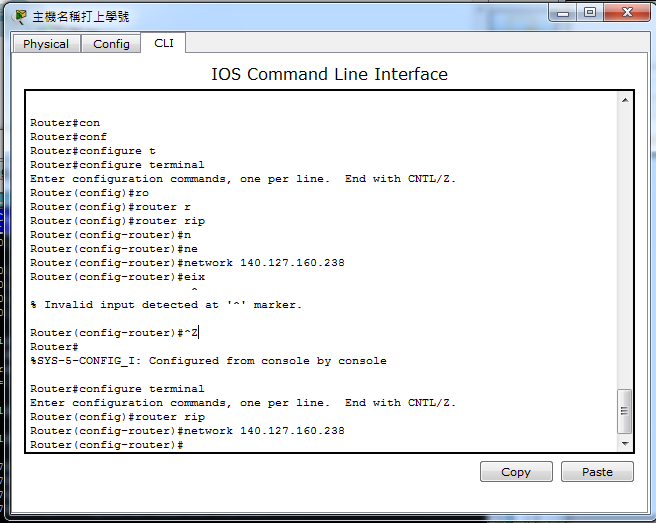 主機名稱打上學號
Physical Config CLI
IOS Command Line Interface
Router#con
Router#conf
Router#configure t
Router#configure terminal
Enter configuration commands, one per line.  End with CNTL/Z.
Router(config)#ro
Router(config)#router r
Router(config)#router rip
Router(config-router)#n
Router(config-router)#ne
Router(config-router)#network 140.127.160.238
Router(config-router)#eix
^
% Invalid input detected at '^' marker.
Router(config-router)#^Z
Router#
%SYS-5-CONFIG_I: Configured from console by console
Router#configure terminal
Enter configuration commands, one per line.  End with CNTL/Z.
Router(config)#router rip
Router(config-router)#network 140.127.160.238
Router(config-router)#
Copy Paste